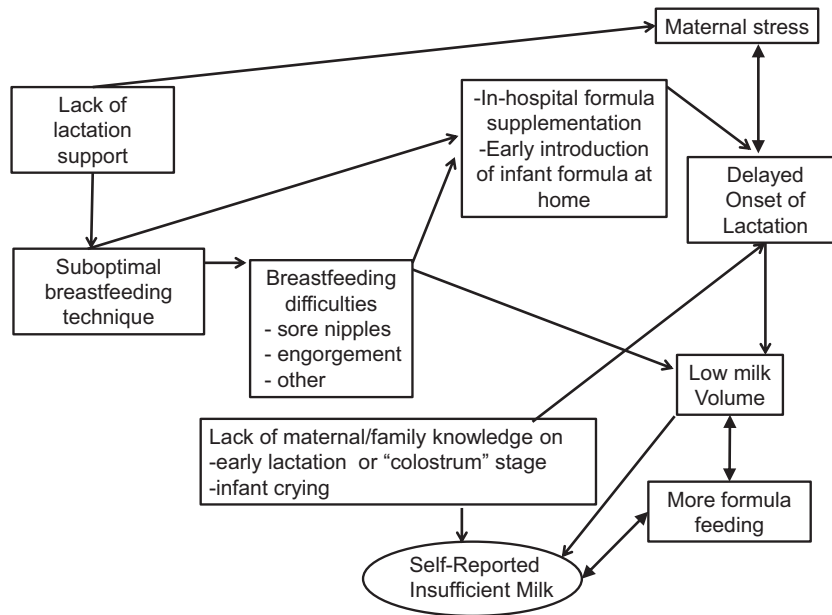 Maternal stress
Lack of
lactation
support
-In-hospital formula
supplementation
-Early introduction
of infant formula at
home
Delayed
Onset of
Lactation
Suboptimal
breastfeeding
technique
Breastfeeding
difficulties
- sore nipples
- engorgement
- other
Low milk
Volume
Lack of maternal/family knowledge on
-early lactation or “colostrum” stage
-infant crying
More formula
feeding
Self-Reported
Insufficient Milk